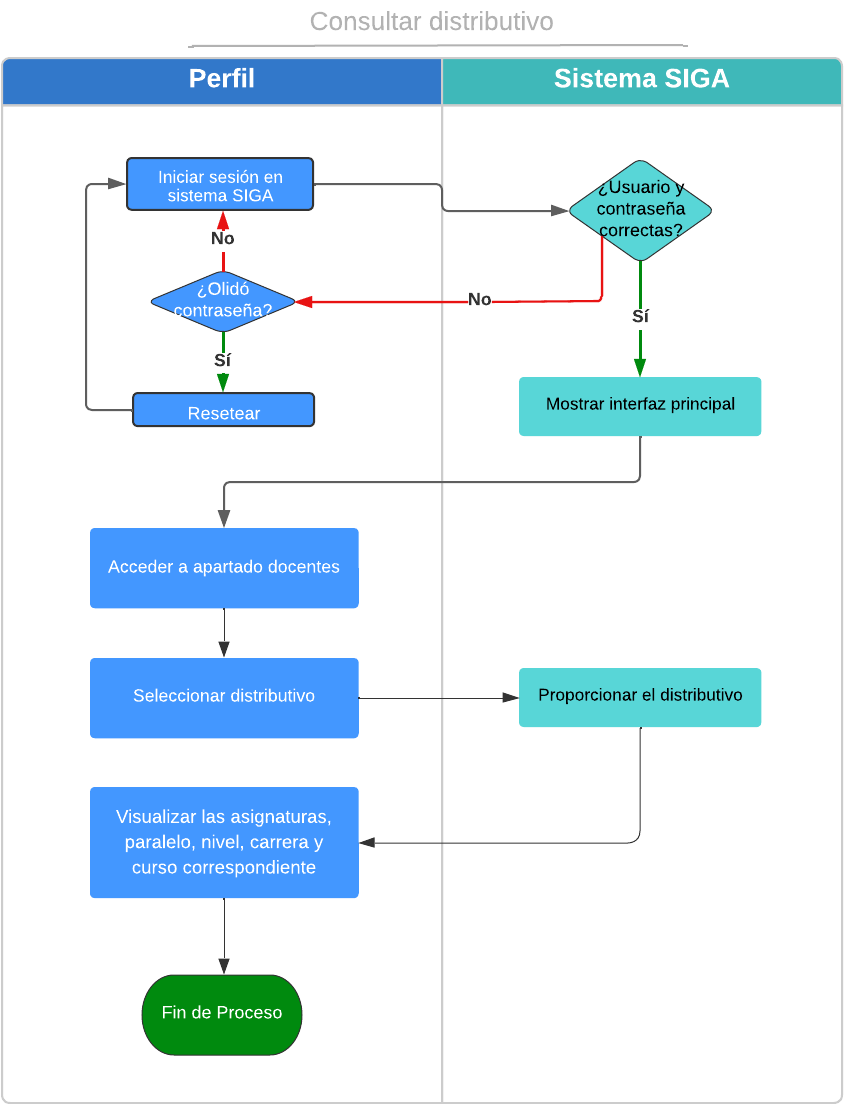 Consultar distributivo
Perfil
Sistema SIGA
Iniciar sesión en
sistema SIGA
¿Usuario y
contraseña
correctas?
No
¿Olidó
contraseña?
No
Sí
Sí
Resetear
Mostrar interfaz principal
Acceder a apartado docentes
Seleccionar distributivo
Proporcionar el distributivo
Visualizar las asignaturas,
paralelo, nivel, carrera y
curso correspondiente
Fin de Proceso